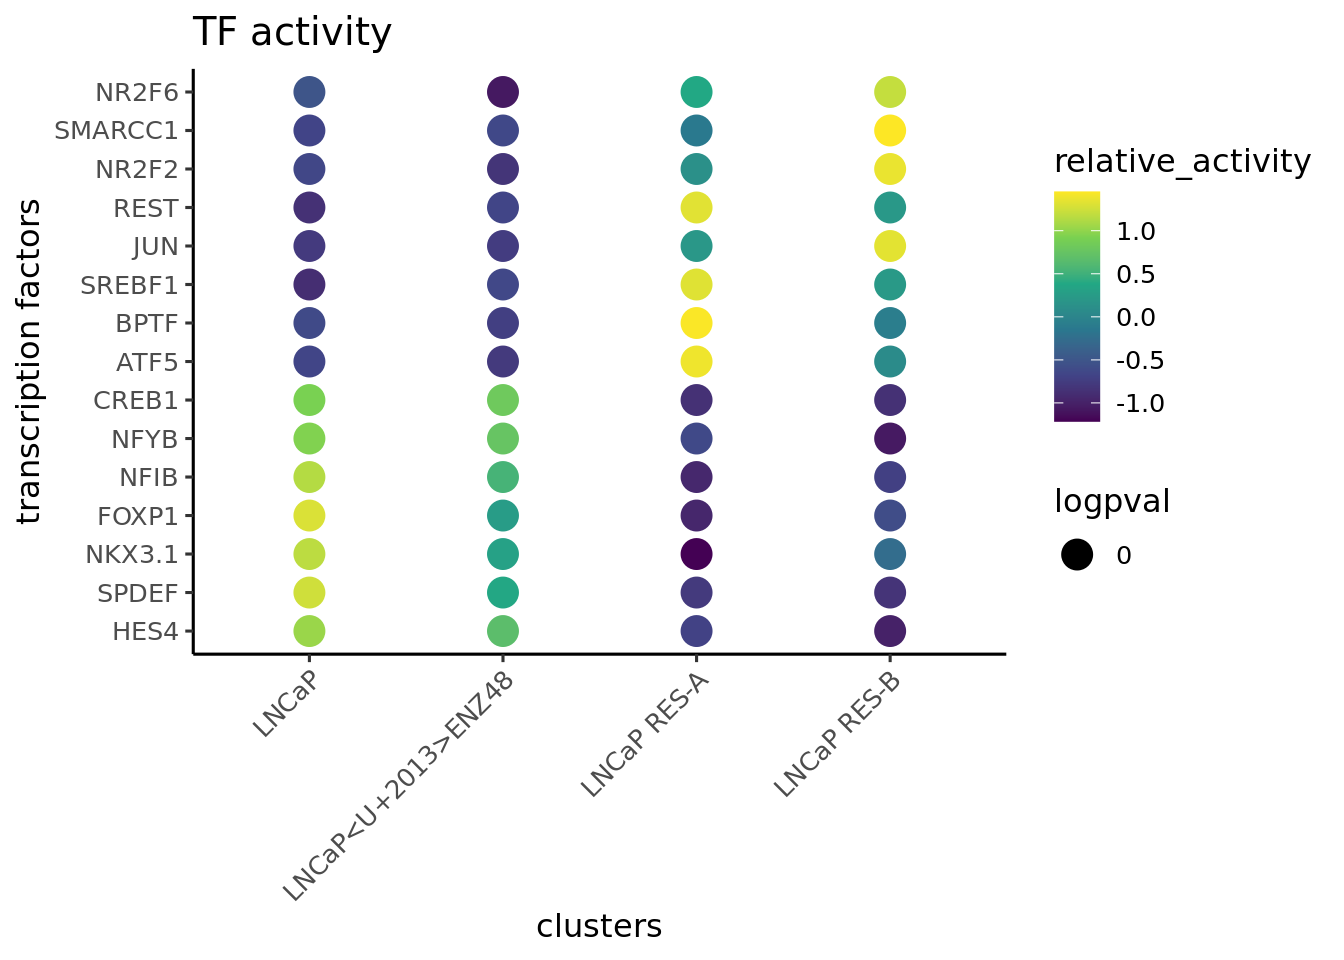 TF activity
transcription factors
NR2F6
SMARCC1
NR2F2
REST
JUN
SREBF1
BPTF
ATF5
CREB1
NFYB
NFIB
FOXP1
NKX3.1
SPDEF
HES4
LNCaP
LNCaP<U+2013>ENZ48
LNCaP RES-A
LNCaP RES-B
clusters
relative_activity
1.0
0.5
0.0
-0.5
-1.0
logpval
0